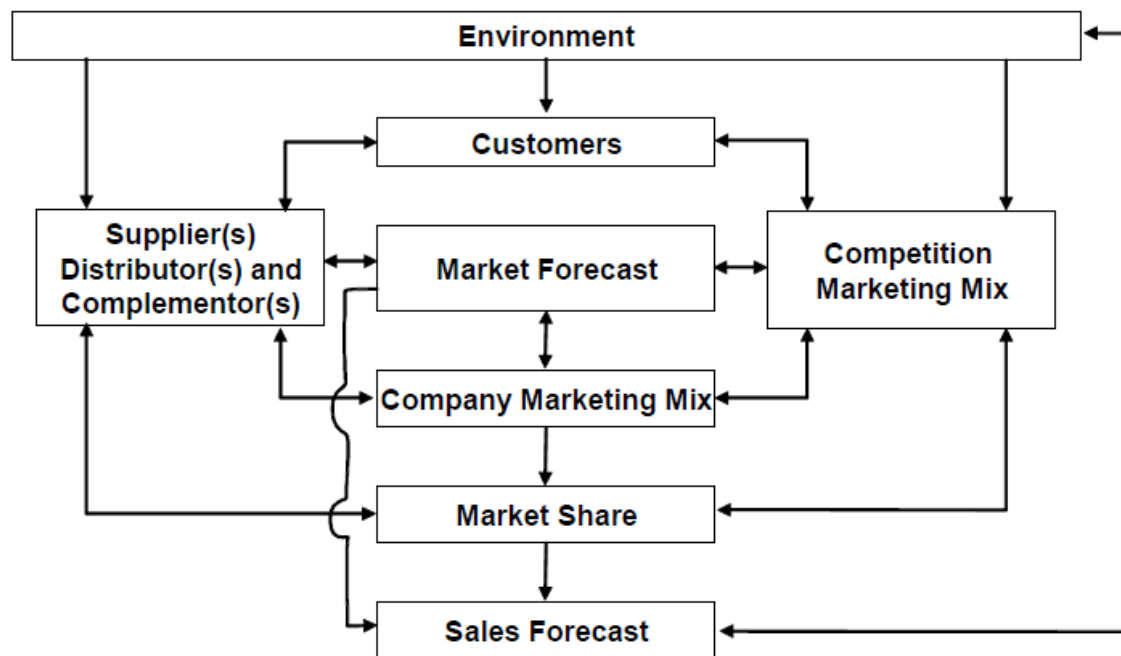 Environment
Customers
Supplier(s)
Distributor(s) and
Complementor(s)
Market Forecast
Competition
Marketing Mix
Company Marketing Mix
Market Share
Sales Forecast